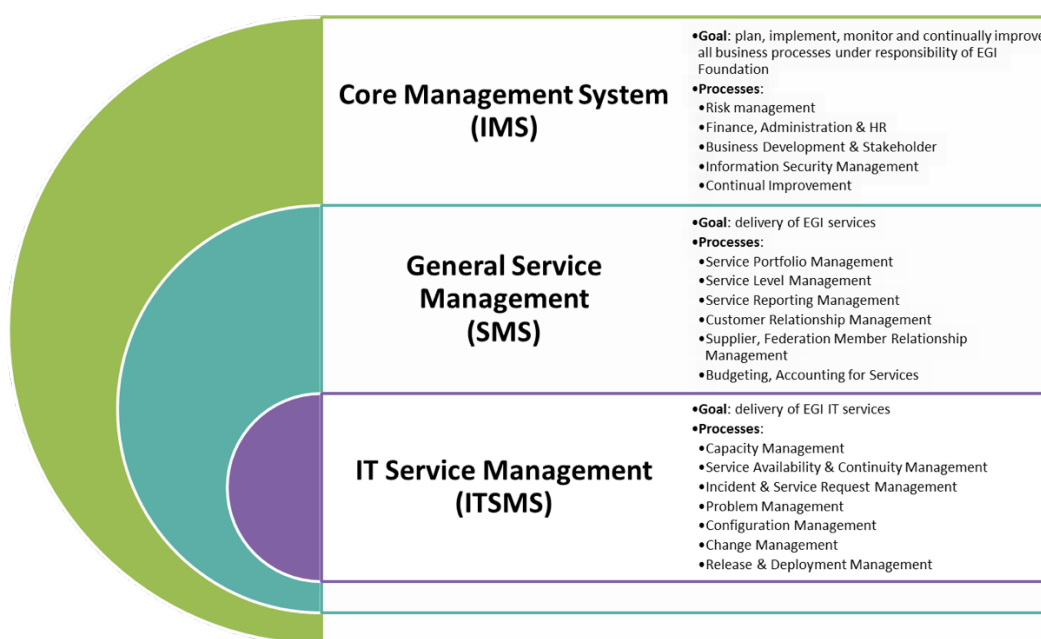 Core Management System
(IMS)
•Goal: plan, implement, monitor and continually improve
all business processes under responsibility of EGI
Foundation
•Processes:
•Risk management
•Finance, Administration & HR
•Business Development & Stakeholder
•Information Security Management
•Continual Improvement
General Service
Management
(SMS)
•Goal: delivery of EGI services
•Processes:
•Service Portfolio Management
•Service Level Management
•Service Reporting Management
•Customer Relationship Management
•Supplier, Federation Member Relationship
Management
•Budgeting, Accounting for Services
IT Service Management
(ITSMS)
•Goal: delivery of EGI IT services
•Processes:
•Capacity Management
•Service Availability & Continuity Management
•Incident & Service Request Management
•Problem Management
•Configuration Management
•Change Management
•Release & Deployment Management